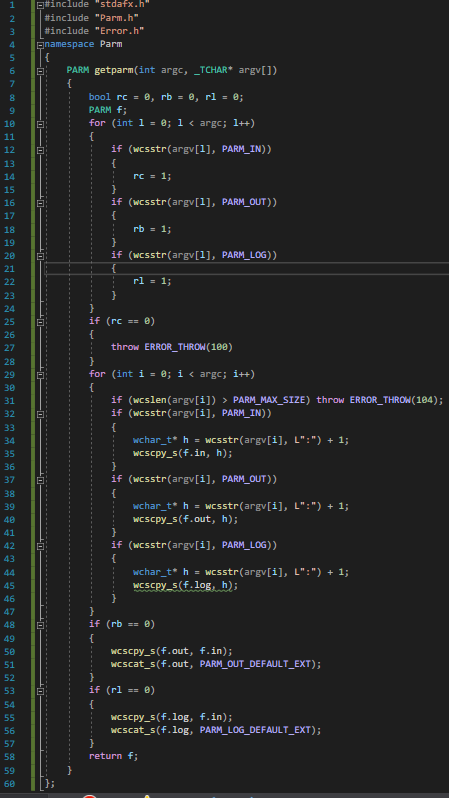 1 #include "stdafx.h"
2 #include "Parm.h"
3 #include "Error.h"
4 namespace Parm
5 {
6 PARM getparm(int argc, _TCHAR* argv[])
7 {
8 bool rc = 0, rb = 0, rl = 0;
9 PARM f;
10 for (int l = 0; l < argc; l++)
11 {
12 if (wcsstr(argv[l], PARM_IN))
13 {
14 rc = 1;
15 }
16 if (wcsstr(argv[l], PARM_OUT))
17 {
18 rb = 1;
19 }
20 if (wcsstr(argv[l], PARM_LOG))
21 {
22 rl = 1;
23 }
24 }
25 if (rc == 0)
26 {
27 throw ERROR_THROW(100)
28 }
29 for (int i = 0; i < argc; i++)
30 {
31 if (wcslen(argv[i]) > PARM_MAX_SIZE) throw ERROR_THROW(104);
32 if (wcsstr(argv[i], PARM_IN))
33 {
34 wchar_t* h = wcsstr(argv[i], L":") + 1;
35 wcscpy_s(f.in, h);
36 }
37 if (wcsstr(argv[i], PARM_OUT))
38 {
39 wchar_t* h = wcsstr(argv[i], L":") + 1;
40 wcscpy_s(f.out, h);
41 }
42 if (wcsstr(argv[i], PARM_LOG))
43 {
44 wchar_t* h = wcsstr(argv[i], L":") + 1;
45 wcscpy_s(f.log, h);
46 }
47 }
48 if (rb == 0)
49 {
50 wcscpy_s(f.out, f.in);
51 wcscat_s(f.out, PARM_OUT_DEFAULT_EXT);
52 }
53 if (rl == 0)
54 {
55 wcscpy_s(f.log, f.in);
56 wcscat_s(f.log, PARM_LOG_DEFAULT_EXT);
57 }
58 return f;
59 }
60 };